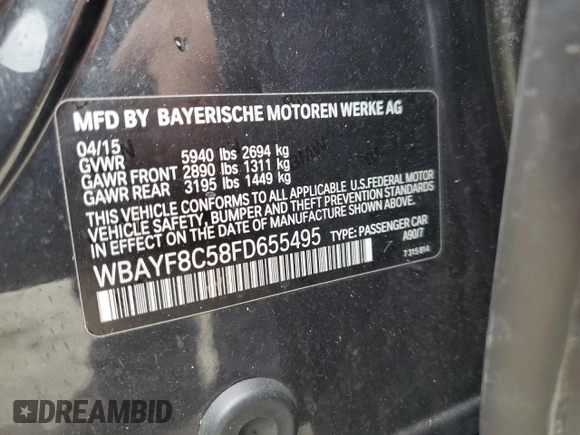 MFD BY BAYERISCHE MOTOREN WERKE AG
04/15
GVWR 5940 lbs 2694 kg
GAWR FRONT 2890 lbs 1311 kg
GAWR REAR 3195 lbs 1449 kg
THIS VEHICLE CONFORMS TO ALL APPLICABLE U.S.FEDERAL MOTOR
VEHICLE SAFETY, BUMPER AND THEFT PREVENTION STANDARDS
IN EFFECT ON THE DATE OF MANUFACTURE SHOWN ABOVE.
WBAYF8C58FD655495 TYPE: PASSENGER CAR
A90/7
7 315 814
DREAMBID